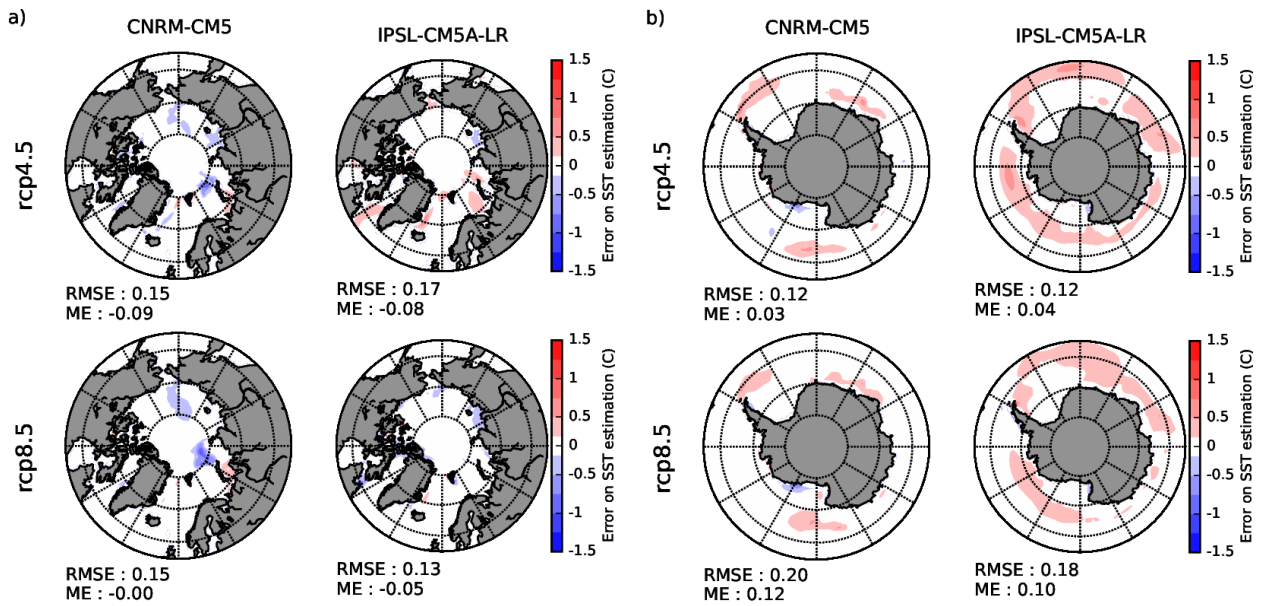 a)
CNRM-CM5
IPSL-CM5A-LR
rcp4.5
1.5
1
0.5
0
-0.5
-1
-1.5
Error on SST estimation (C)
RMSE : 0.15
ME : -0.09
RMSE : 0.17
ME : -0.08
rcp8.5
1.5
1
0.5
0
-0.5
-1
-1.5
Error on SST estimation (C)
RMSE : 0.15
ME : -0.00
RMSE : 0.13
ME : -0.05
b)
CNRM-CM5
IPSL-CM5A-LR
rcp4.5
1.5
1
0.5
0
-0.5
-1
-1.5
Error on SST estimation (C)
RMSE : 0.12
ME : 0.03
RMSE : 0.12
ME : 0.04
rcp8.5
1.5
1
0.5
0
-0.5
-1
-1.5
Error on SST estimation (C)
RMSE : 0.20
ME : 0.12
RMSE : 0.18
ME : 0.10